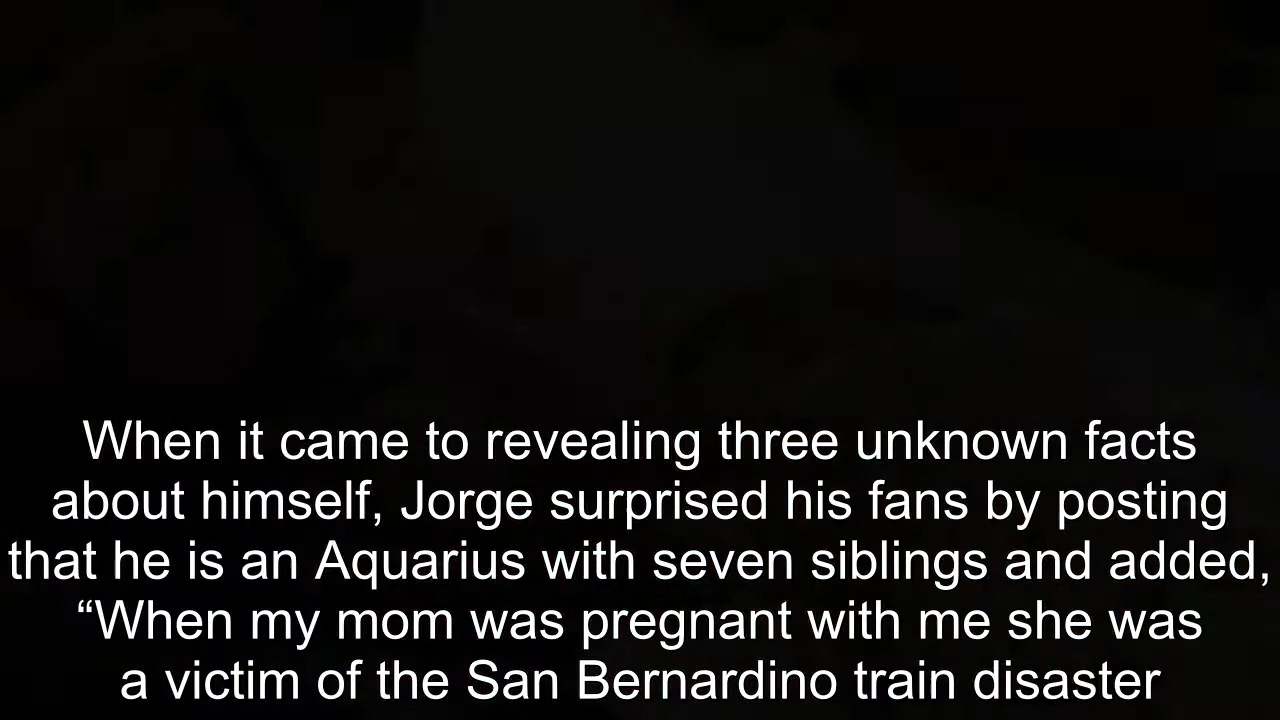 When it came to revealing three unknown facts
about himself, Jorge surprised his fans by posting
that he is an Aquarius with seven siblings and added,
“When my mom was pregnant with me she was
a victim of the San Bernardino train disaster